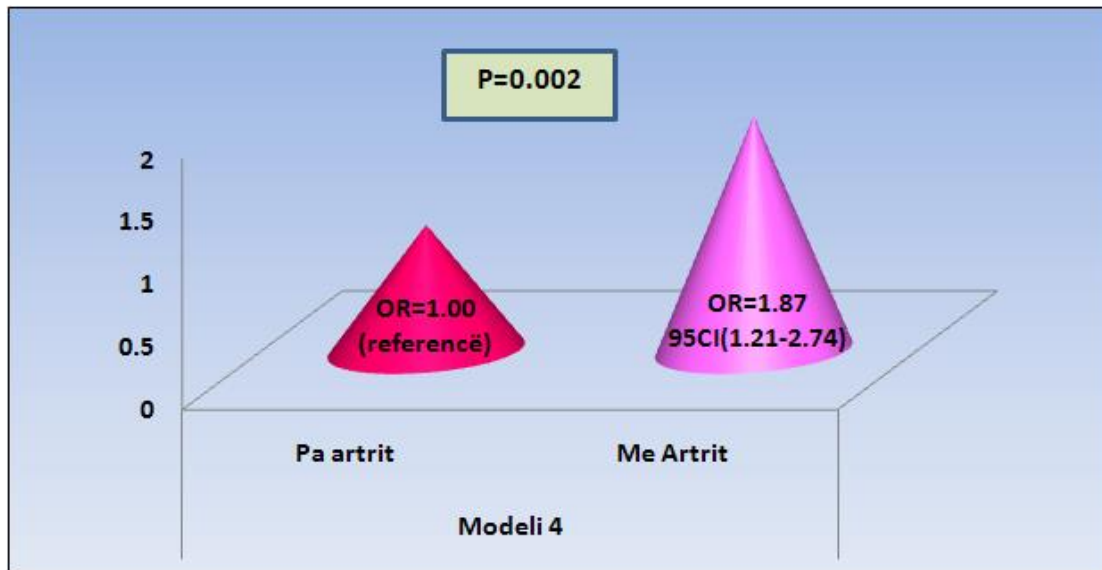 P=0.002
2
1.5
1
0.5
0
OR=1.00
(referencë)
OR=1.87
95CI(1.21-2.74)
Pa artrit
Me Artrit
Modeli 4